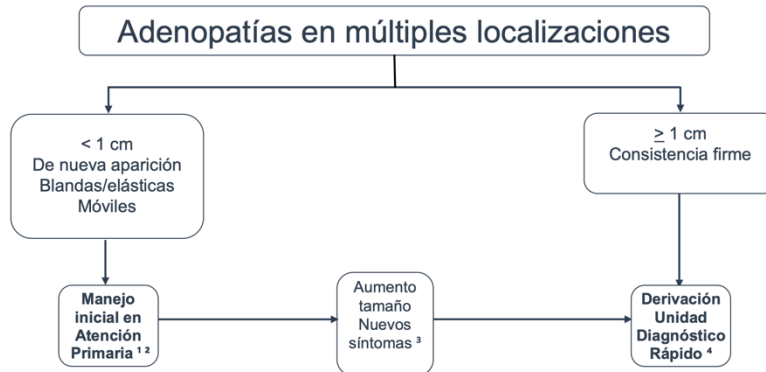 Adenopatías en múltiples localizaciones
< 1 cm
De nueva aparición
Blandas/elásticas
Móviles
≥ 1 cm
Consistencia firme
Manejo
inicial en
Atención
Primaria ¹ ²
Aumento
tamaño
Nuevos
síntomas ³
Derivación
Unidad
Diagnóstico
Rápido ⁴